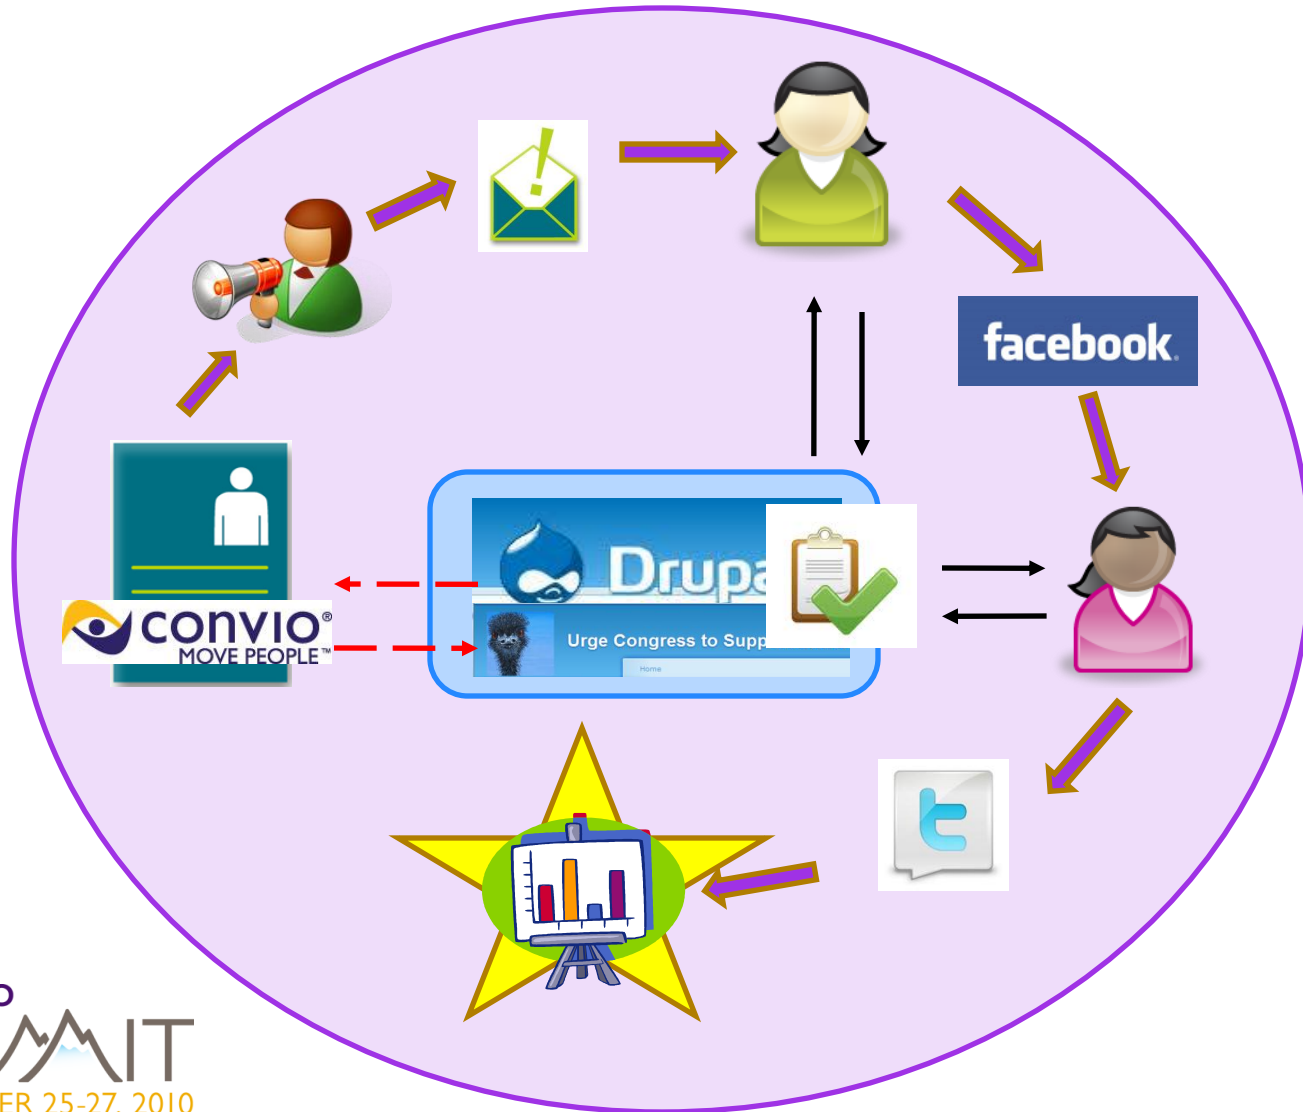 facebook.
CONVIO®
MOVE PEOPLE™
Drupa
Urge Congress to Supp
Home
MIT
ER 25-27, 2010